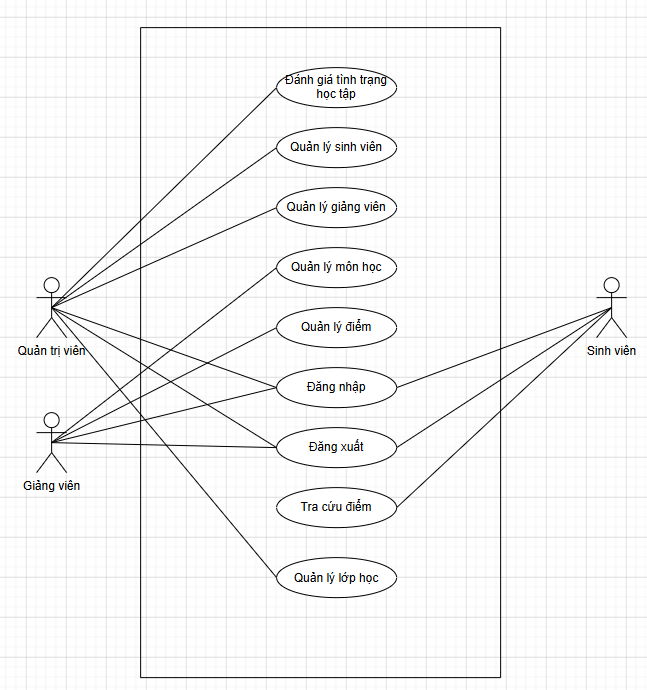 Đánh giá tình trạng
học tập
Quản lý sinh viên
Quản lý giảng viên
Quản lý môn học
Quản lý điểm
Quản trị viên
Sinh viên
Đăng nhập
Đăng xuất
Giảng viên
Tra cứu điểm
Quản lý lớp học